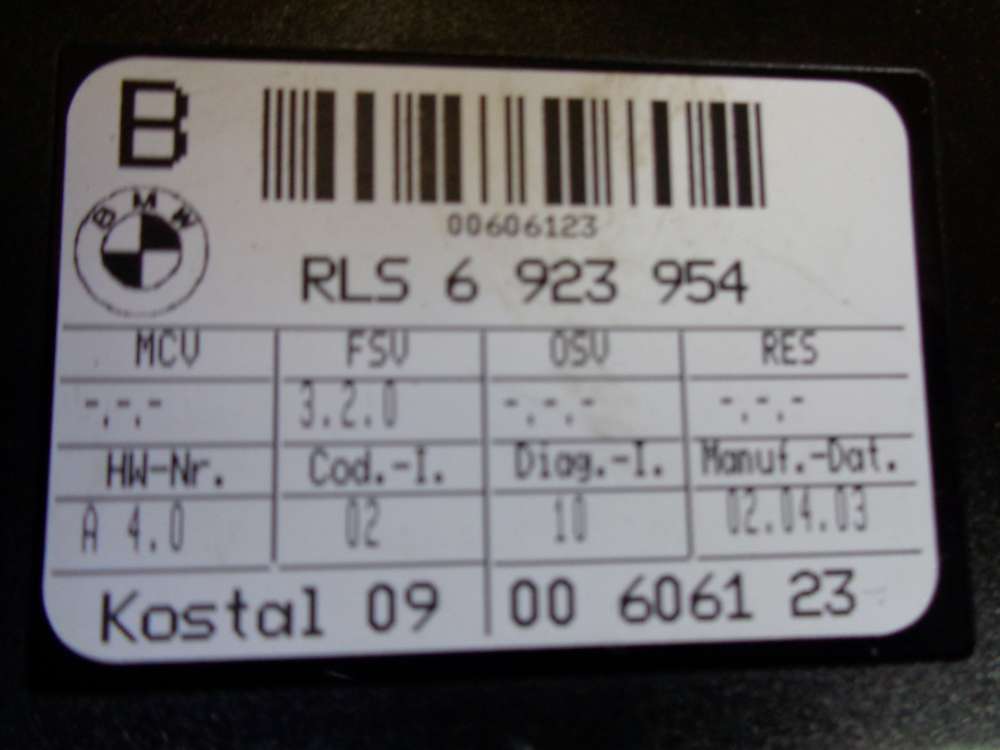 B
BMW
00606123
RLS 6 923 954
MCV FSV OSV RES
-.-.- 3.2.0 -.-.- -.-.-
HW-Nr. Cod.-I. Diag.-I. Manuf.-Dat.
A 4.0 02 10 02.04.03
Kostal 09 00 6061 23